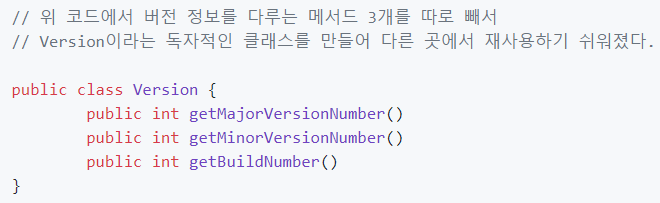 // 위 코드에서 버전 정보를 다루는 메서드 3개를 따로 빼서
// Version이라는 독자적인 클래스를 만들어 다른 곳에서 재사용하기 쉬워졌다.
public class Version {
public int getMajorVersionNumber()
public int getMinorVersionNumber()
public int getBuildNumber()
}